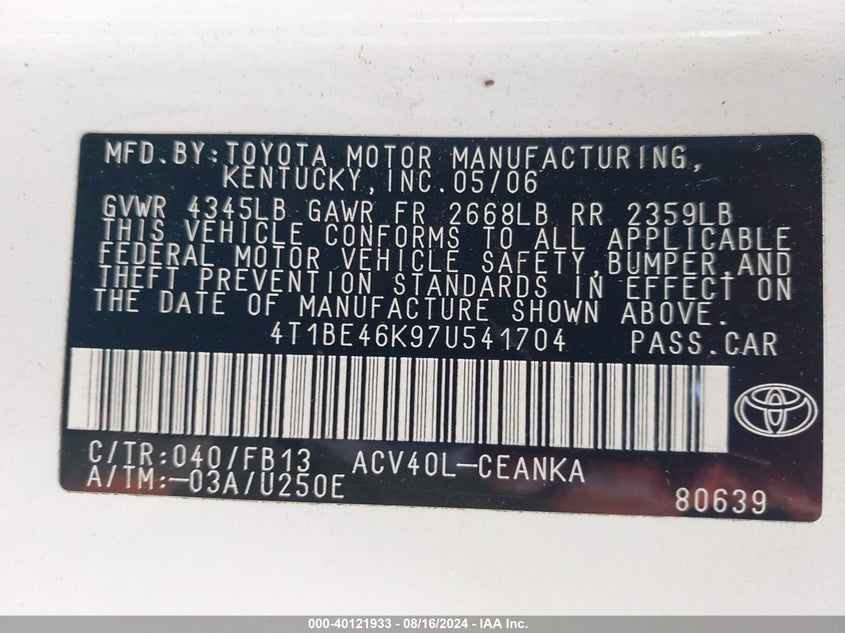 MFD.BY:TOYOTA MOTOR MANUFACTURING,
KENTUCKY,INC.05/06
GVWR 4345LB GAWR FR 2668LB RR 2359LB
THIS VEHICLE CONFORMS TO ALL APPLICABLE
FEDERAL MOTOR VEHICLE SAFETY,BUMPER,AND
THEFT PREVENTION STANDARDS IN EFFECT ON
THE DATE OF MANUFACTURE SHOWN ABOVE.
4T1BE46K97U541704 PASS.CAR
C/TR:040/FB13 ACV40L-CEANKA
A/TM:-03A/U250E
80639
000-40121933 - 08/16/2024 - IAA Inc.